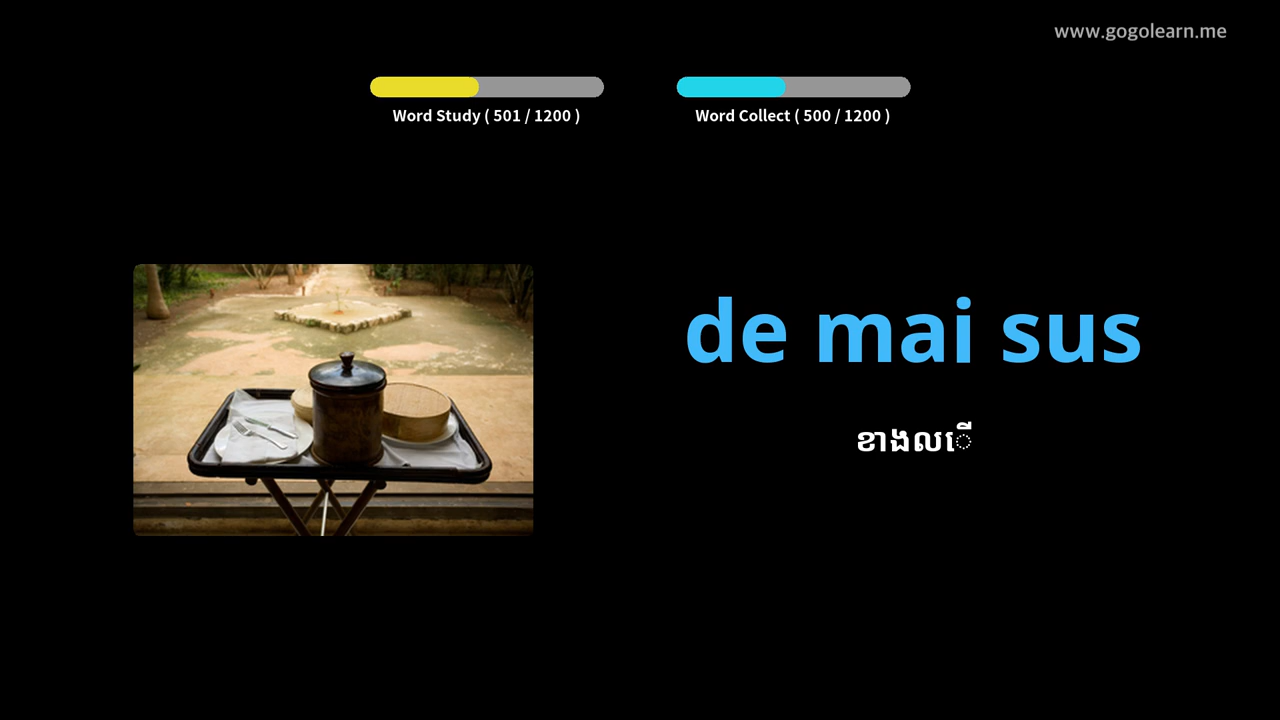 www.gogolearn.me
Word Study ( 501 / 1200 )
Word Collect ( 500 / 1200 )
de mai sus
ខាងលើ